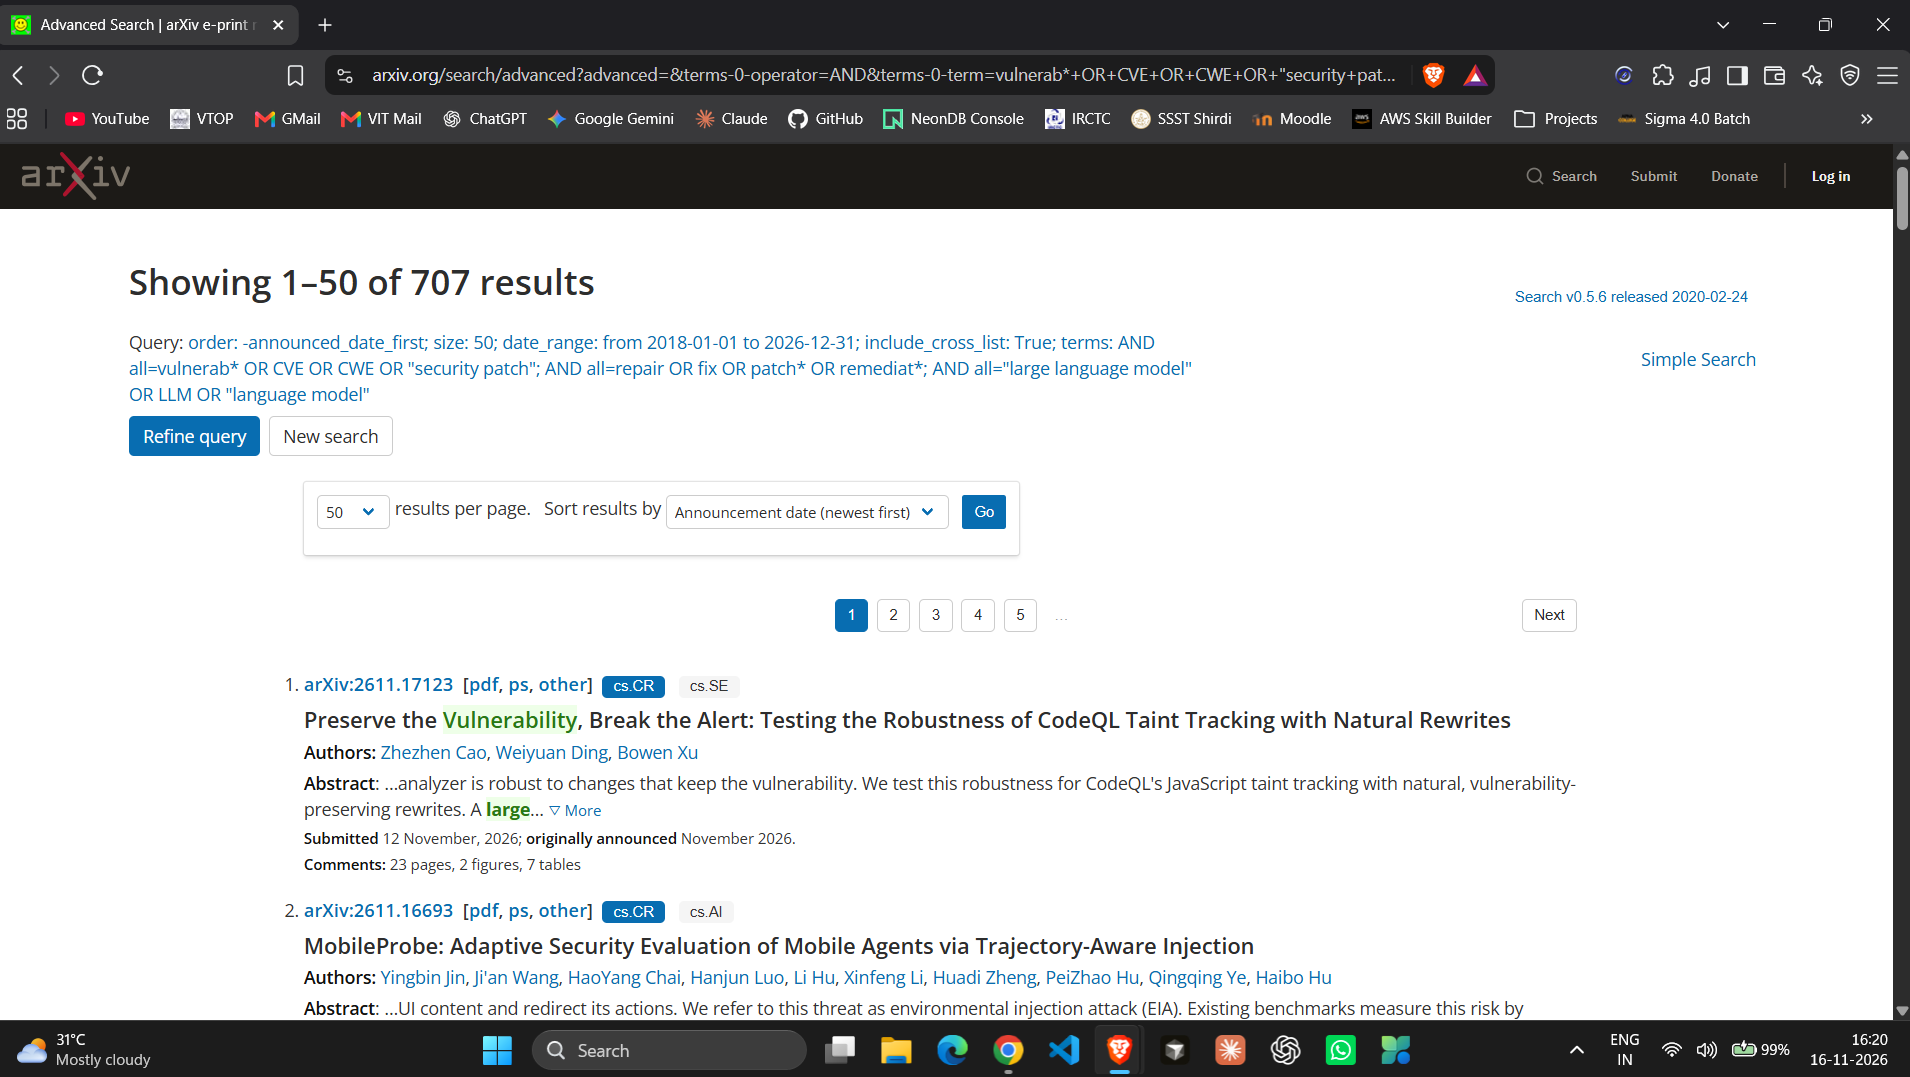 Advanced Search | arXiv e-print
arxiv.org/search/advanced?advanced=&terms-0-operator=AND&terms-0-term=vulnerab*+OR+CVE+OR+CWE+OR+"security+pat...
YouTube VTOP GMail VIT Mail ChatGPT Google Gemini Claude GitHub NeonDB Console IRCTC SSST Shirdi Moodle AWS Skill Builder Projects Sigma 4.0 Batch »
arXiv Search Submit Donate Log in
Showing 1–50 of 707 results
Search v0.5.6 released 2020-02-24
Query: order: -announced_date_first; size: 50; date_range: from 2018-01-01 to 2026-12-31; include_cross_list: True; terms: AND
all=vulnerab* OR CVE OR CWE OR "security patch"; AND all=repair OR fix OR patch* OR remediat*; AND all="large language model"
OR LLM OR "language model"
Simple Search
Refine query New search
50 results per page. Sort results by Announcement date (newest first) Go
1 2 3 4 5 … Next
1. arXiv:2611.17123 [pdf, ps, other] cs.CR cs.SE
Preserve the Vulnerability, Break the Alert: Testing the Robustness of CodeQL Taint Tracking with Natural Rewrites
Authors: Zhezhen Cao, Weiyuan Ding, Bowen Xu
Abstract: …analyzer is robust to changes that keep the vulnerability. We test this robustness for CodeQL's JavaScript taint tracking with natural, vulnerability-
preserving rewrites. A large… ▽ More
Submitted 12 November, 2026; originally announced November 2026.
Comments: 23 pages, 2 figures, 7 tables
2. arXiv:2611.16693 [pdf, ps, other] cs.CR cs.AI
MobileProbe: Adaptive Security Evaluation of Mobile Agents via Trajectory-Aware Injection
Authors: Yingbin Jin, Ji'an Wang, HaoYang Chai, Hanjun Luo, Li Hu, Xinfeng Li, Huadi Zheng, PeiZhao Hu, Qingqing Ye, Haibo Hu
Abstract: …UI content and redirect its actions. We refer to this threat as environmental injection attack (EIA). Existing benchmarks measure this risk by
31°C
Mostly cloudy
Search
ENG
IN
99%
16:20
16-11-2026